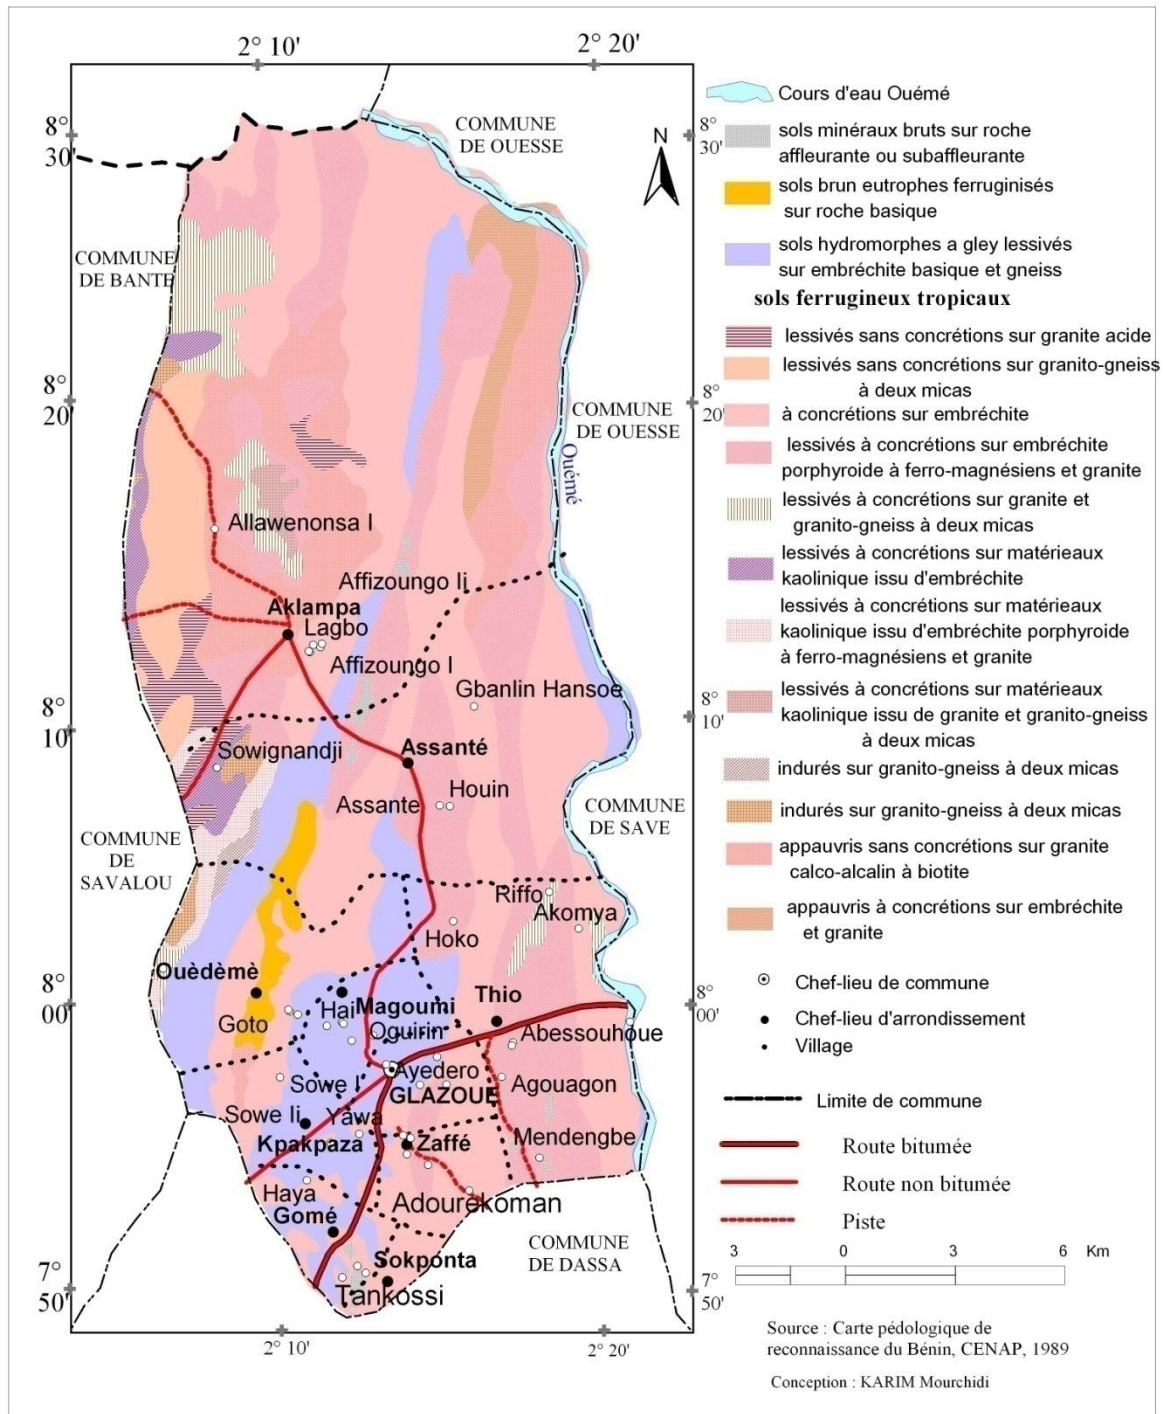 2° 10'
2° 20'
8°
30'
8°
30'
COMMUNE
DE OUESSE
N
COMMUNE
DE BANTE
8°
20'
8°
20'
COMMUNE
DE OUESSE
Ouémé
Allawenonsa I
Affizoungo Ii
Aklampa
Lagbo
Affizoungo I
Gbanlin Hansoe
8°
10'
8°
10'
Sowignandji
Assanté
Assante
Houin
COMMUNE
DE SAVE
COMMUNE
DE
SAVALOU
Riffo
Akomya
Hoko
Ouèdèmè
8°
00'
8°
00'
Goto
Hai
Magoumi
Thio
Oguirin
Abessouhoue
Ayedero
Sowe I
GLAZOUE
Agouagon
Sowe Ii
Yawa
Kpakpaza
Zaffé
Mendengbe
Haya
Gomé
Adourekoman
COMMUNE
DE DASSA
Sokponta
Tankossi
7°
50'
7°
50'
2° 10'
2° 20'
Cours d'eau Ouémé
sols minéraux bruts sur roche
affleurante ou subaffleurante
sols brun eutrophes ferruginisés
sur roche basique
sols hydromorphes a gley lessivés
sur embréchite basique et gneiss
sols ferrugineux tropicaux
lessivés sans concrétions sur granite acide
lessivés sans concrétions sur granito-gneiss
à deux micas
à concrétions sur embréchite
lessivés à concrétions sur embréchite
porphyroide à ferro-magnésiens et granite
lessivés à concrétions sur granite et
granito-gneiss à deux micas
lessivés à concrétions sur matérieaux
kaolinique issu d'embréchite
lessivés à concrétions sur matérieaux
kaolinique issu d'embréchite porphyroide
à ferro-magnésiens et granite
lessivés à concrétions sur matérieaux
kaolinique issu de granite et granito-gneiss
à deux micas
indurés sur granito-gneiss à deux micas
indurés sur granito-gneiss à deux micas
appauvris sans concrétions sur granite
calco-alcalin à biotite
appauvris à concrétions sur embréchite
et granite
Chef-lieu de commune
Chef-lieu d'arrondissement
Village
Limite de commune
Route bitumée
Route non bitumée
Piste
3 0 3 6 Km
Source : Carte pédologique de
reconnaissance du Bénin, CENAP, 1989
Conception : KARIM Mourchidi